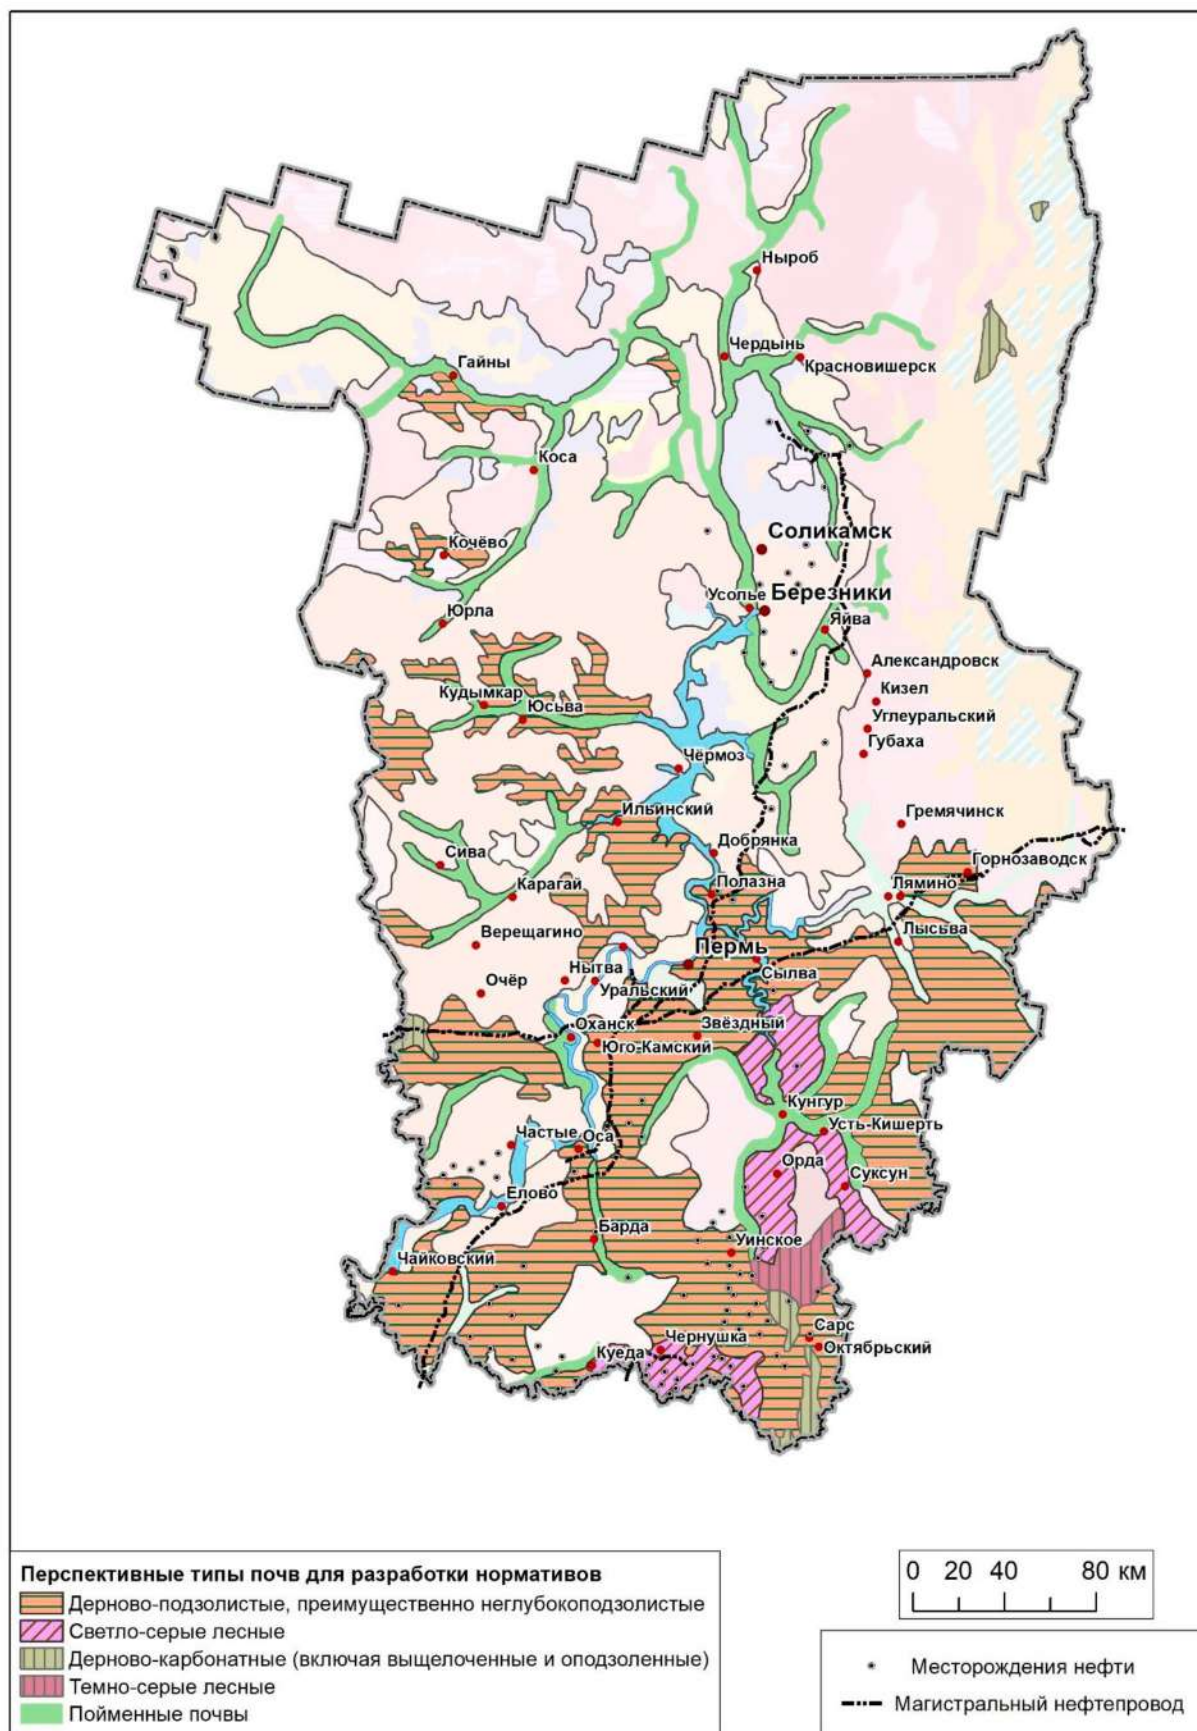 Ныроб
Чердынь
Красновишерск
Гайны
Коса
Соликамск
Кочёво
Усолье
Березники
Юрла
Яйва
Александровск
Кудымкар
Кизел
Юсьва
Углеуральский
Губаха
Чёрмоз
Ильинский
Гремячинск
Добрянка
Сива
Горнозаводск
Карагай
Полазна
Лямино
Верещагино
Лысьва
Пермь
Очёр
Нытва
Сылва
Уральский
Оханск
Звёздный
Юго-Камский
Кунгур
Усть-Кишерть
Частые
Оса
Орда
Суксун
Елово
Барда
Уинское
Чайковский
Сарс
Чернушка
Октябрьский
Куеда
Перспективные типы почв для разработки нормативов
Дерново-подзолистые, преимущественно неглубокоподзолистые
Светло-серые лесные
Дерново-карбонатные (включая выщелоченные и оподзоленные)
Темно-серые лесные
Пойменные почвы
0 20 40 80 км
Месторождения нефти
Магистральный нефтепровод